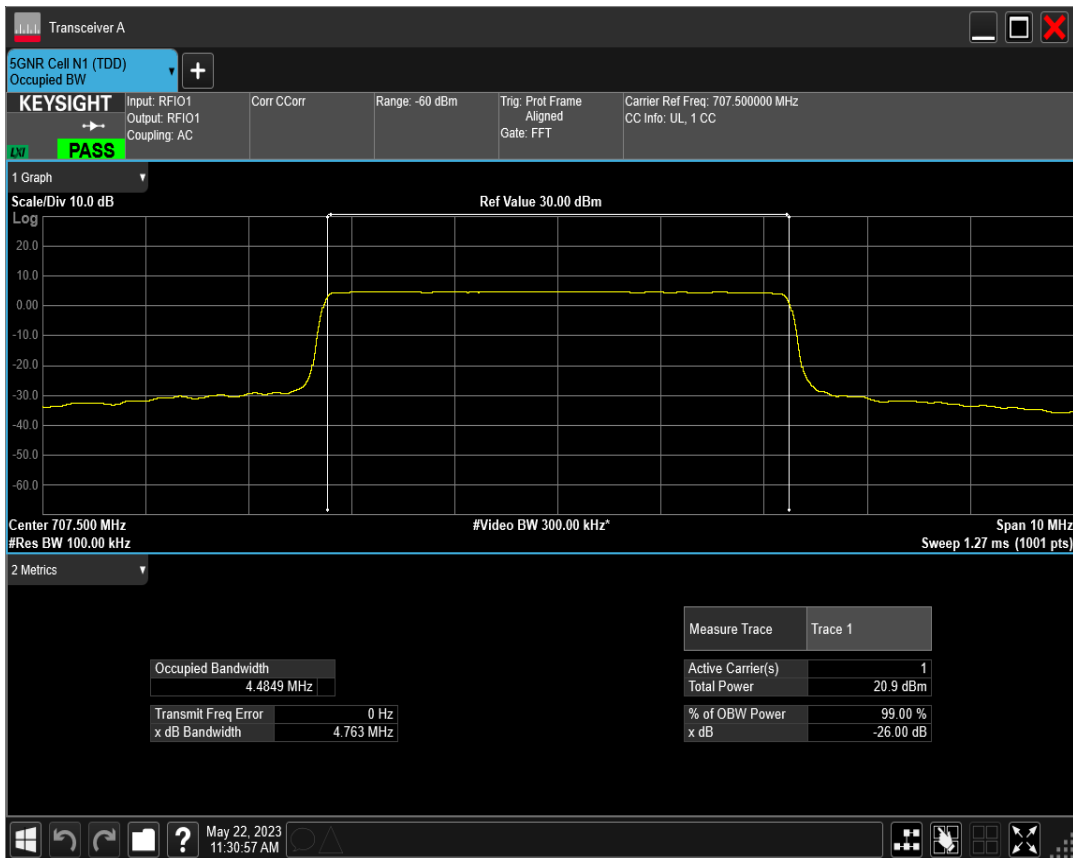 Transceiver A
5GNR Cell N1 (TDD)
Occupied BW
+
KEYSIGHT
Input: RFIO1
Output: RFIO1
Coupling: AC
Corr CCorr
Range: -60 dBm
Trig: Prot Frame
Aligned
Gate: FFT
Carrier Ref Freq: 707.500000 MHz
CC Info: UL, 1 CC
LXI
PASS
1 Graph
Scale/Div 10.0 dB
Ref Value 30.00 dBm
Log
20.0
10.0
0.00
-10.0
-20.0
-30.0
-40.0
-50.0
-60.0
Center 707.500 MHz
#Video BW 300.00 kHz*
Span 10 MHz
#Res BW 100.00 kHz
Sweep 1.27 ms (1001 pts)
2 Metrics
Measure Trace Trace 1
Occupied Bandwidth
4.4849 MHz
Active Carrier(s) 1
Total Power 20.9 dBm
Transmit Freq Error 0 Hz
x dB Bandwidth 4.763 MHz
% of OBW Power 99.00 %
x dB -26.00 dB
?
May 22, 2023
11:30:57 AM